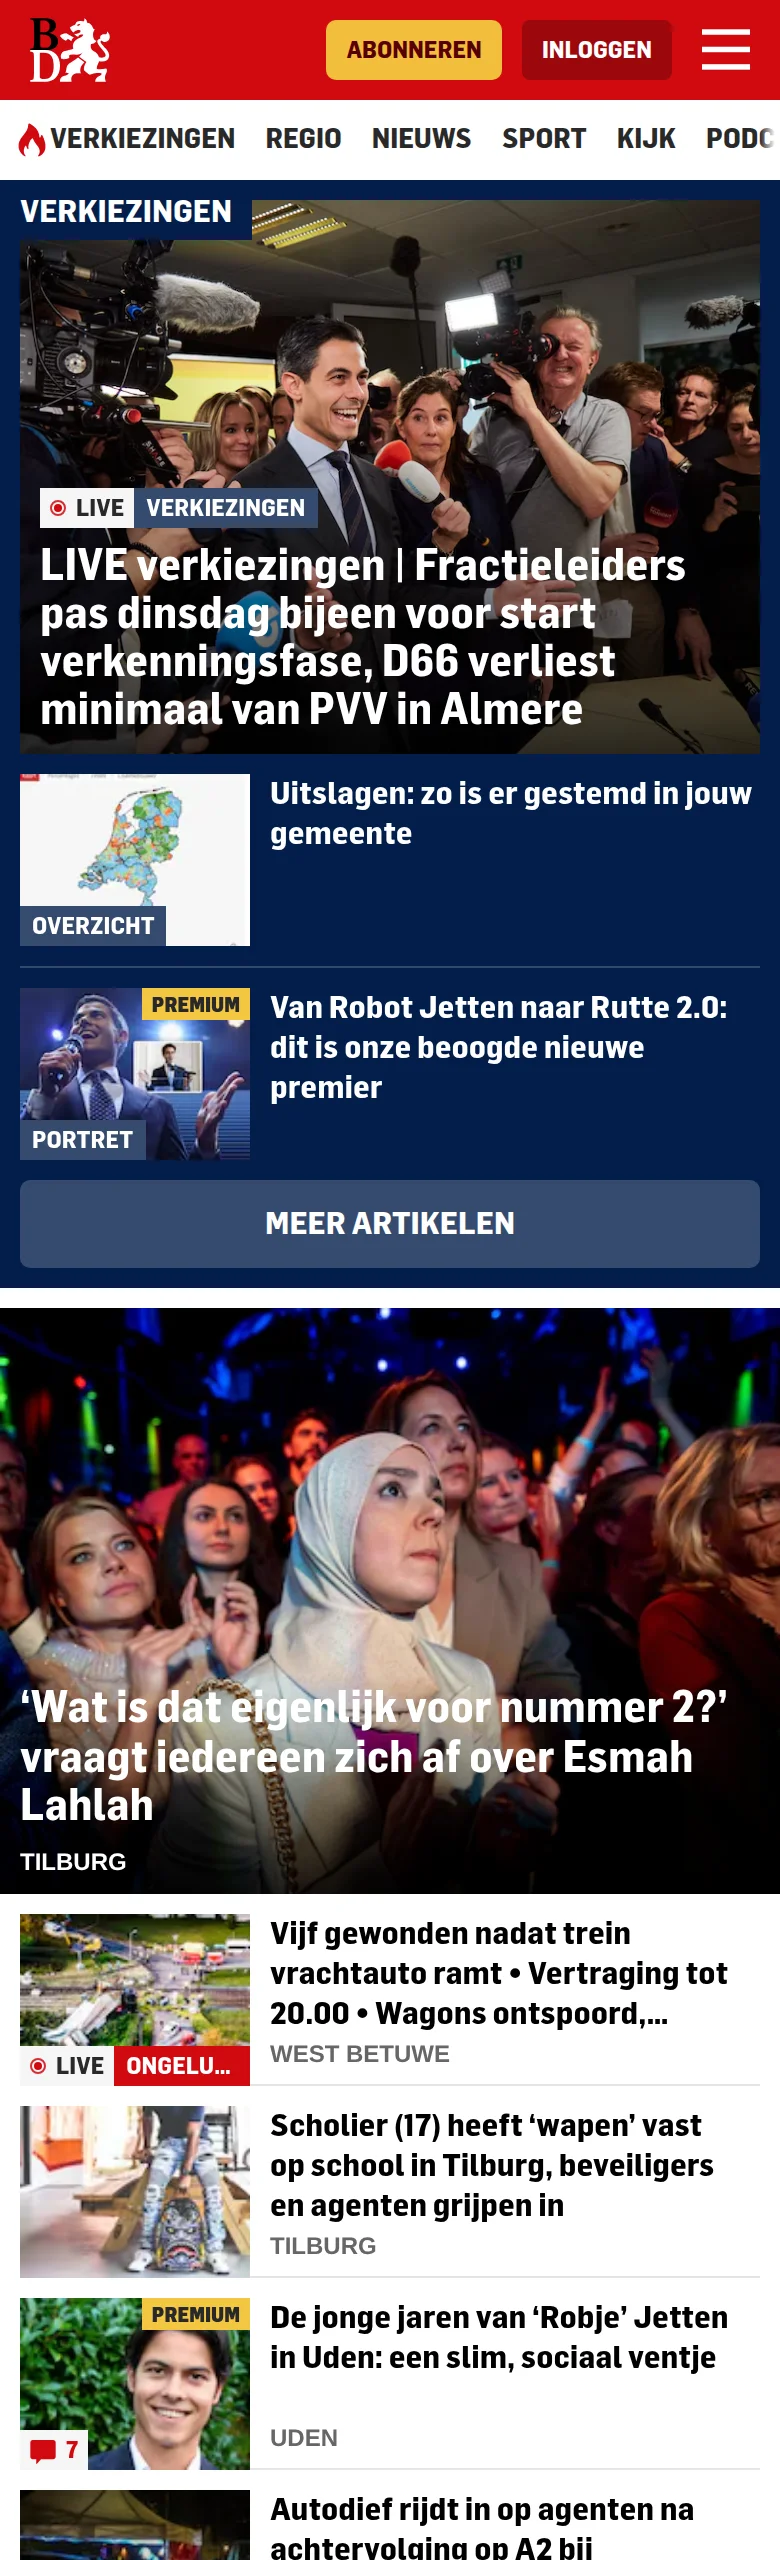 BD
ABONNEREN
INLOGGEN
VERKIEZINGEN
REGIO
NIEUWS
SPORT
KIJK
PODC
VERKIEZINGEN
LIVE
VERKIEZINGEN
LIVE verkiezingen | Fractieleiders
pas dinsdag bijeen voor start
verkenningsfase, D66 verliest
minimaal van PVV in Almere
Uitslagen: zo is er gestemd in jouw
gemeente
OVERZICHT
PREMIUM
Van Robot Jetten naar Rutte 2.0:
dit is onze beoogde nieuwe
premier
PORTRET
MEER ARTIKELEN
‘Wat is dat eigenlijk voor nummer 2?’
vraagt iedereen zich af over Esmah
Lahlah
TILBURG
Vijf gewonden nadat trein
vrachtauto ramt • Vertraging tot
20.00 • Wagons ontspoord,...
LIVE
ONGELU...
WEST BETUWE
Scholier (17) heeft ‘wapen’ vast
op school in Tilburg, beveiligers
en agenten grijpen in
TILBURG
PREMIUM
De jonge jaren van ‘Robje’ Jetten
in Uden: een slim, sociaal ventje
7
UDEN
Autodief rijdt in op agenten na
achtervolging op A2 bij